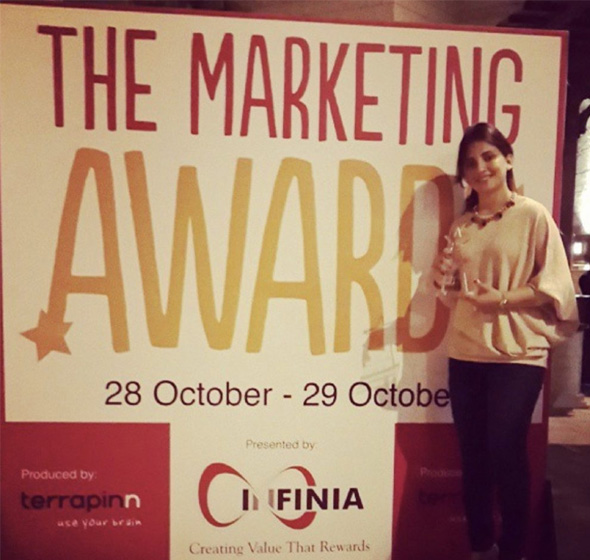 THE MARKETING
AWARD
28 October - 29 Octobe
Produced by:
terrapinn
use your brain
Presented by:
INFINIA
Creating Value That Rewards